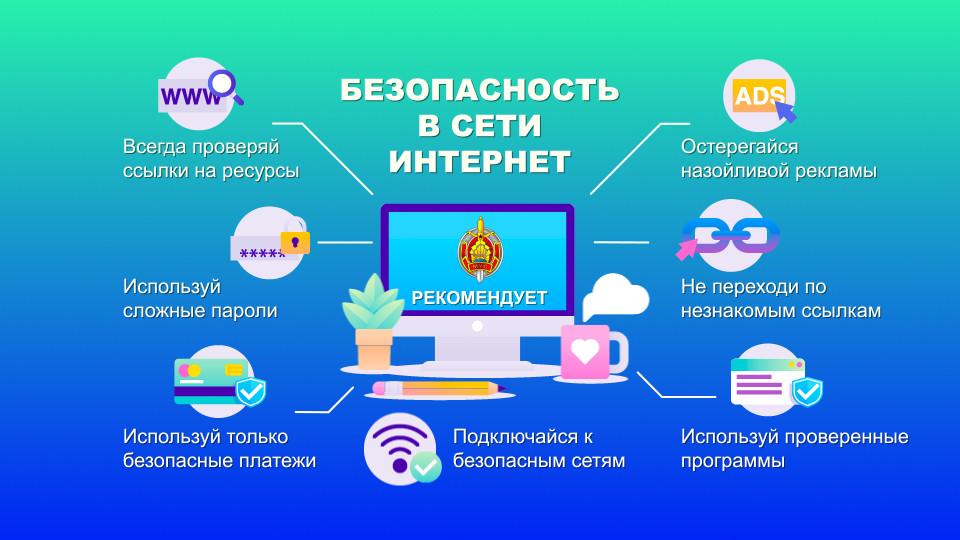 БЕЗОПАСНОСТЬ
В СЕТИ
ИНТЕРНЕТ
www
Всегда проверяй
ссылки на ресурсы
*****
Используй
сложные пароли
Используй только
безопасные платежи
РЕКОМЕНДУЕТ
Подключайся к
безопасным сетям
ADS
Остерегайся
назойливой рекламы
Не переходи по
незнакомым ссылкам
Используй проверенные
программы